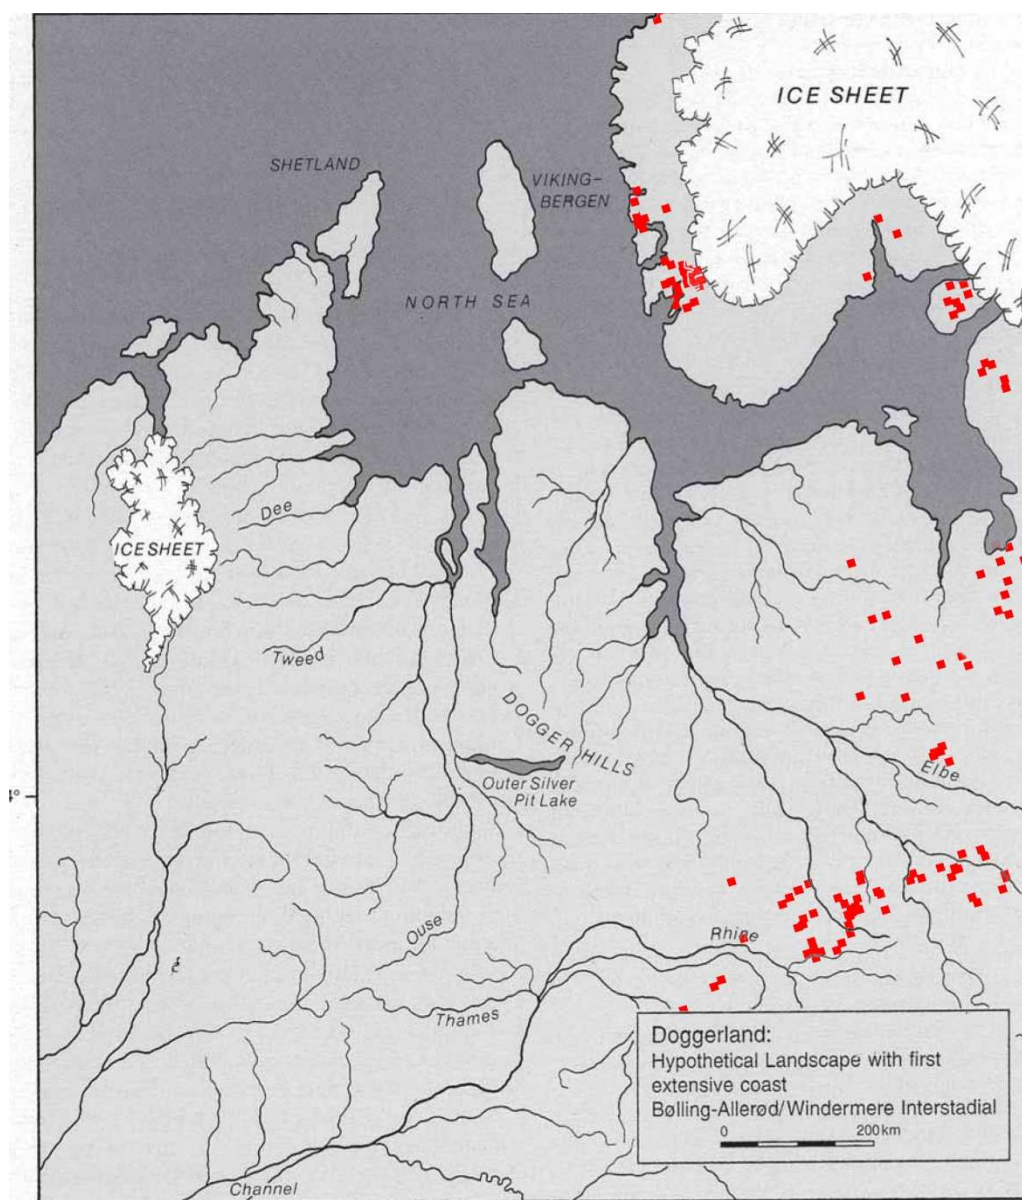 ICE SHEET
SHETLAND
VIKING-
BERGEN
NORTH SEA
Dee
ICE SHEET
Tweed
DOGGER HILLS
Elbe
Outer Silver
Pit Lake
4°
Ouse
Rhine
Thames
Doggerland:
Hypothetical Landscape with first
extensive coast
Bølling-Allerød/Windermere Interstadial
0 200km
Channel